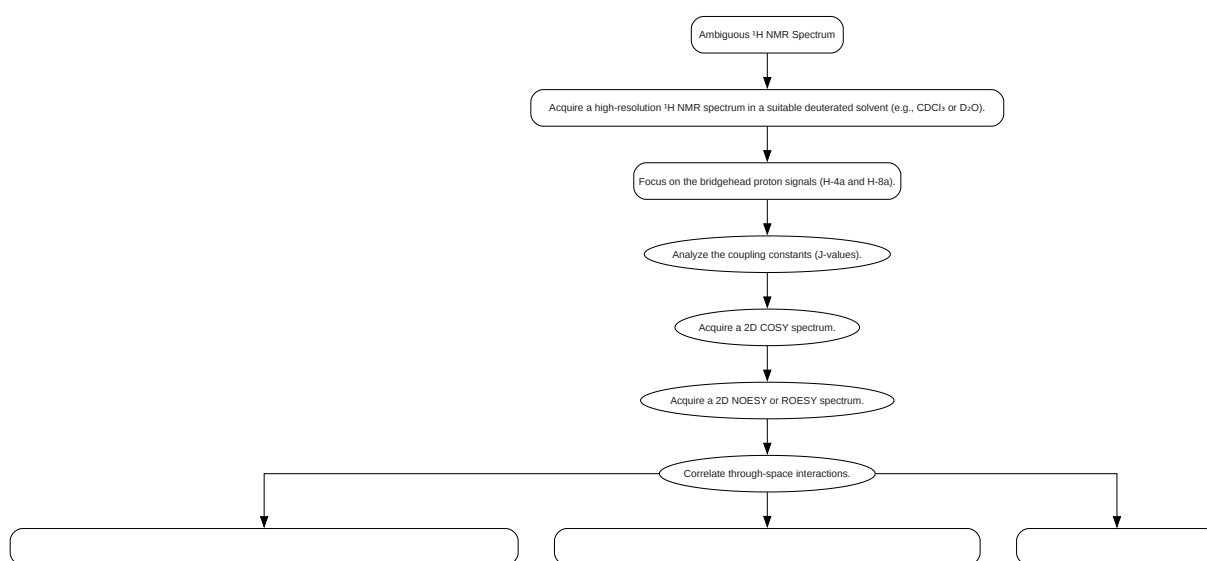 Ambiguous ¹H NMR Spectrum
Acquire a high-resolution ¹H NMR spectrum in a suitable deuterated solvent (e.g., CDCl₃ or D₂O).
Focus on the bridgehead proton signals (H-4a and H-8a).
Analyze the coupling constants (J-values).
Acquire a 2D COSY spectrum.
Acquire a 2D NOESY or ROESY spectrum.
Correlate through-space interactions.